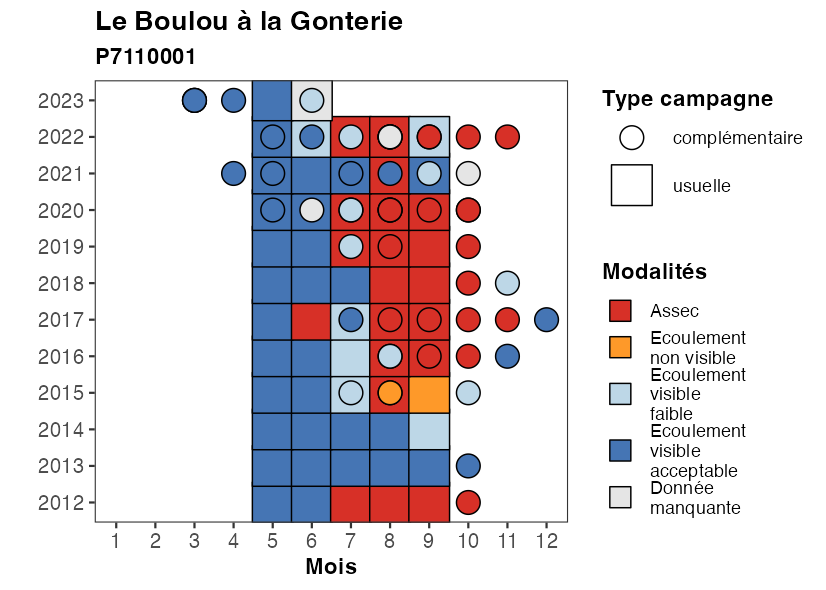 Le Boulou à la Gonterie
P7110001
2023
2022
2021
2020
2019
2018
2017
2016
2015
2014
2013
2012
1 2 3 4 5 6 7 8 9 10 11 12
Mois
Type campagne
complémentaire
usuelle
Modalités
Assec
Ecoulement
non visible
Ecoulement
visible
faible
Ecoulement
visible
acceptable
Donnée
manquante